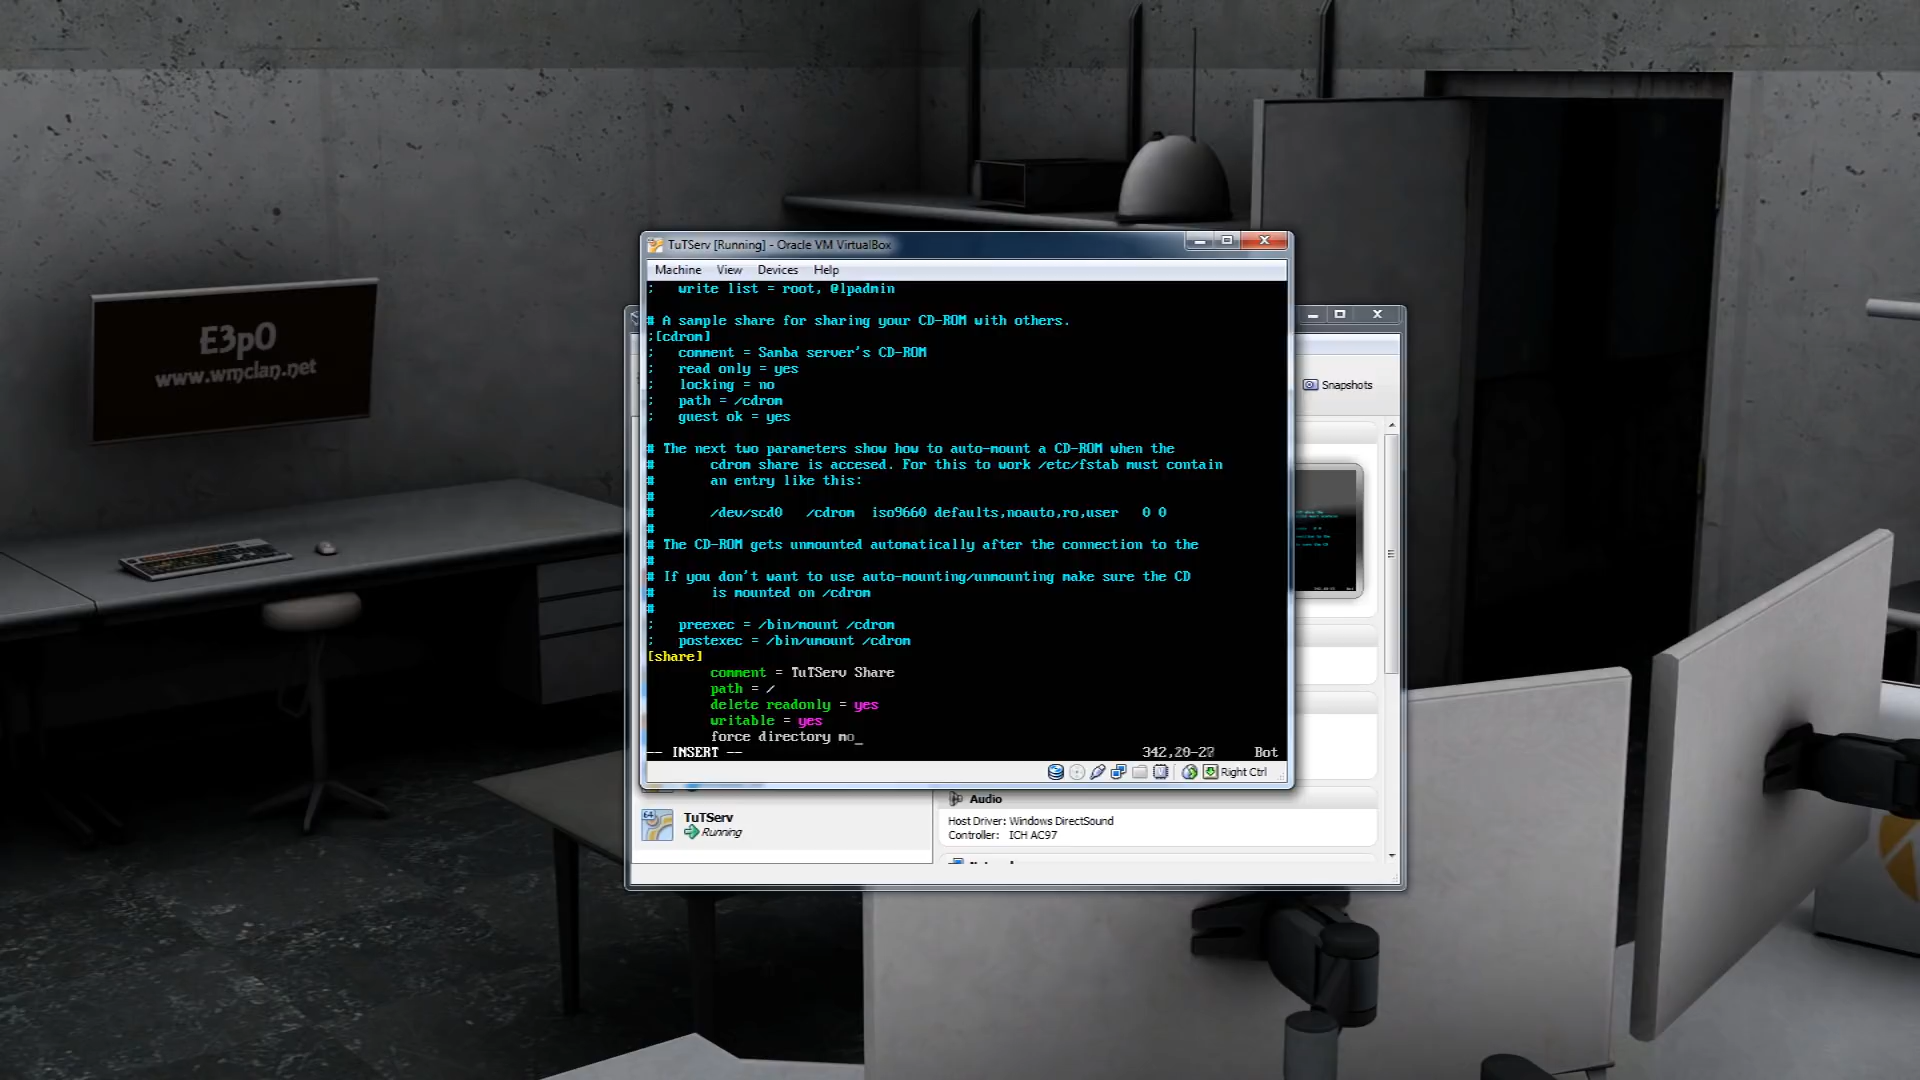 E3pO
www.wmclan.net
TuTServ [Running] - Oracle VM VirtualBox
Machine View Devices Help
;   write list = root, @lpadmin
# A sample share for sharing your CD-ROM with others.
;[cdrom]
;   comment = Samba server's CD-ROM
;   read only = yes
;   locking = no
;   path = /cdrom
;   guest ok = yes
# The next two parameters show how to auto-mount a CD-ROM when the
#       cdrom share is accesed. For this to work /etc/fstab must contain
#       an entry like this:
#
#       /dev/scd0   /cdrom  iso9660 defaults,noauto,ro,user   0 0
#
# The CD-ROM gets unmounted automatically after the connection to the
#
# If you don't want to use auto-mounting/unmounting make sure the CD
#       is mounted on /cdrom
#
;   preexec = /bin/mount /cdrom
;   postexec = /bin/umount /cdrom
[share]
comment = TuTServ Share
path = /
delete readonly = yes
writable = yes
force directory mo_
-- INSERT -- 342,20-27 Bot
Right Ctrl
Snapshots
64
TuTServ
Running
Audio
Host Driver: Windows DirectSound
Controller: ICH AC97